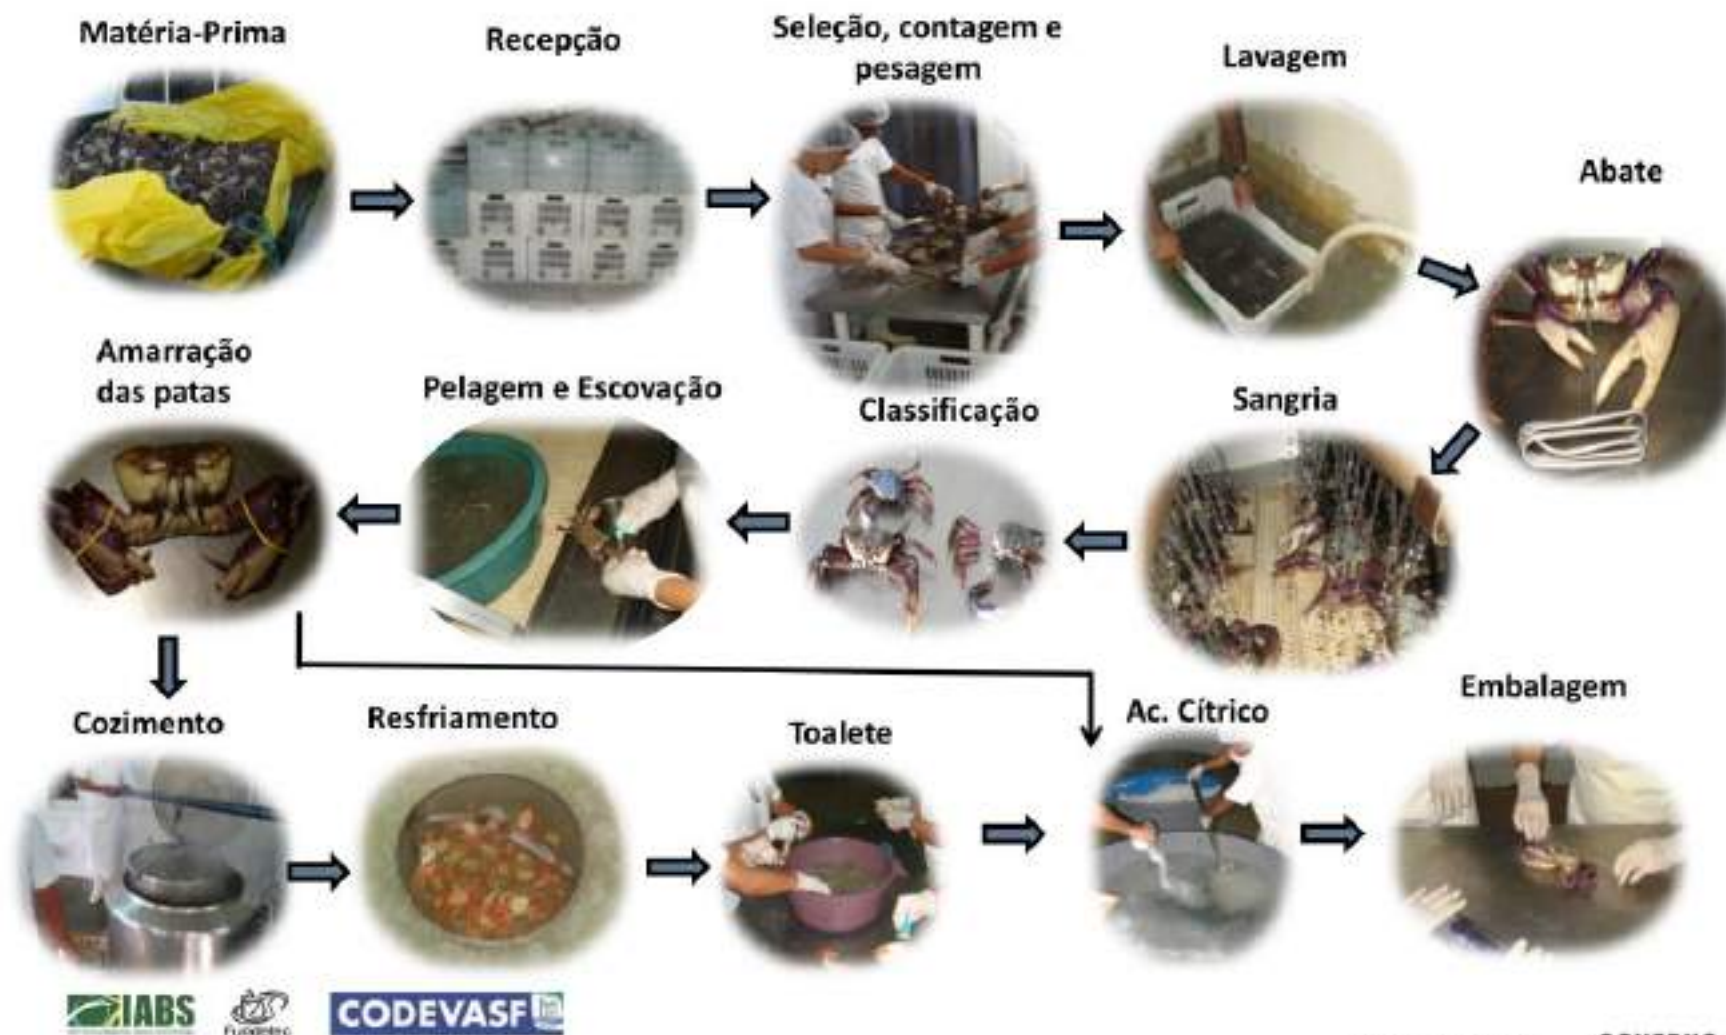 Matéria-Prima
Recepção
Seleção, contagem e
pesagem
Lavagem
Abate
Amarração
das patas
Pelagem e Escovação
Classificação
Sangria
Cozimento
Resfriamento
Toalete
Ac. Cítrico
Embalagem
IABS
Fundetec
CODEVASF